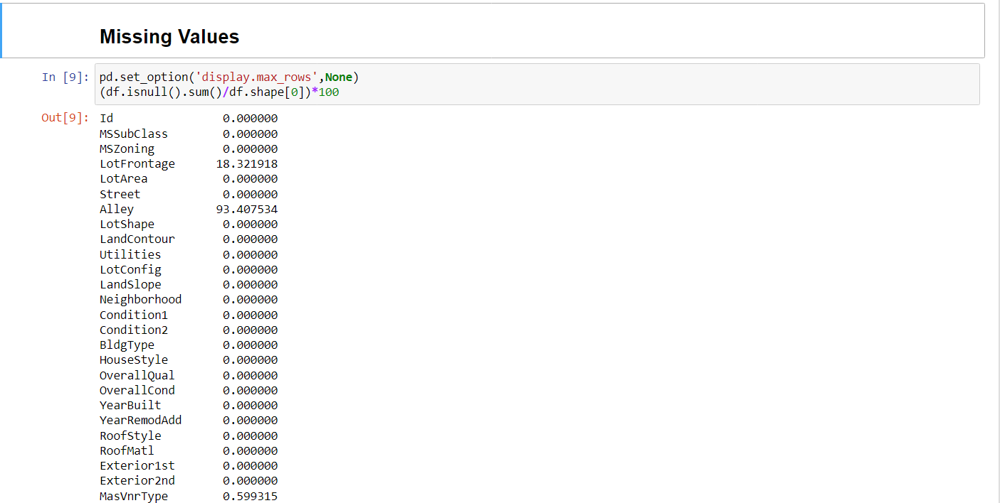 Missing Values
In [9]: pd.set_option('display.max_rows',None)
(df.isnull().sum()/df.shape[0])*100
Out[9]: Id 0.000000
MSSubClass 0.000000
MSZoning 0.000000
LotFrontage 18.321918
LotArea 0.000000
Street 0.000000
Alley 93.407534
LotShape 0.000000
LandContour 0.000000
Utilities 0.000000
LotConfig 0.000000
LandSlope 0.000000
Neighborhood 0.000000
Condition1 0.000000
Condition2 0.000000
BldgType 0.000000
HouseStyle 0.000000
OverallQual 0.000000
OverallCond 0.000000
YearBuilt 0.000000
YearRemodAdd 0.000000
RoofStyle 0.000000
RoofMatl 0.000000
Exterior1st 0.000000
Exterior2nd 0.000000
MasVnrType 0.599315